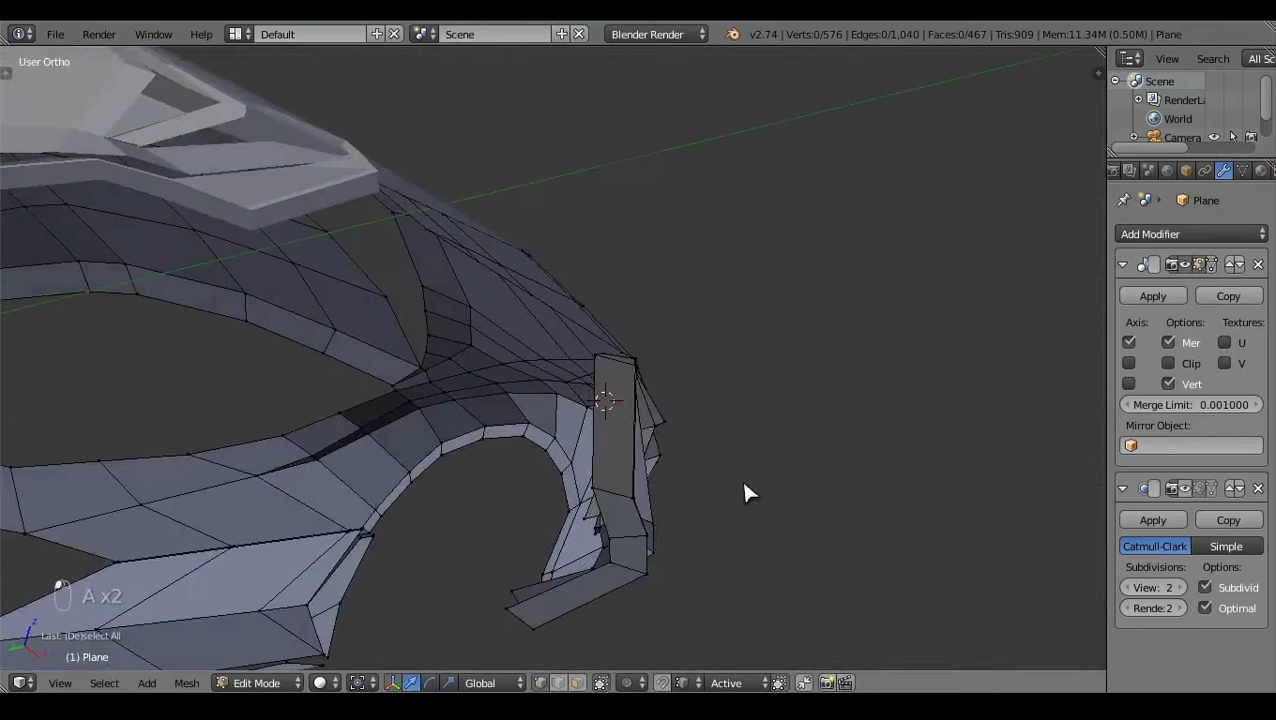 File Render Window Help Default Scene Blender Render v2.74 | Verts:0/576 | Edges:0/1,040 | Faces:0/467 | Tris:909 | Mem:11.34M (0.50M) | Plane
User Ortho
View Search All Sc
Scene
RenderLa
World
Camera
Plane
Add Modifier
Apply Copy
Axis: Options: Textures:
Mer U
Clip V
Vert
Merge Limit: 0.001000
Mirror Object:
Apply Copy
Catmull-Clark Simple
Subdivisions: Options:
View: 2 Subdivid
Rende:2 Optimal
A x2
Last: (De)select All
z
(1) Plane
View Select Add Mesh Edit Mode Global Active